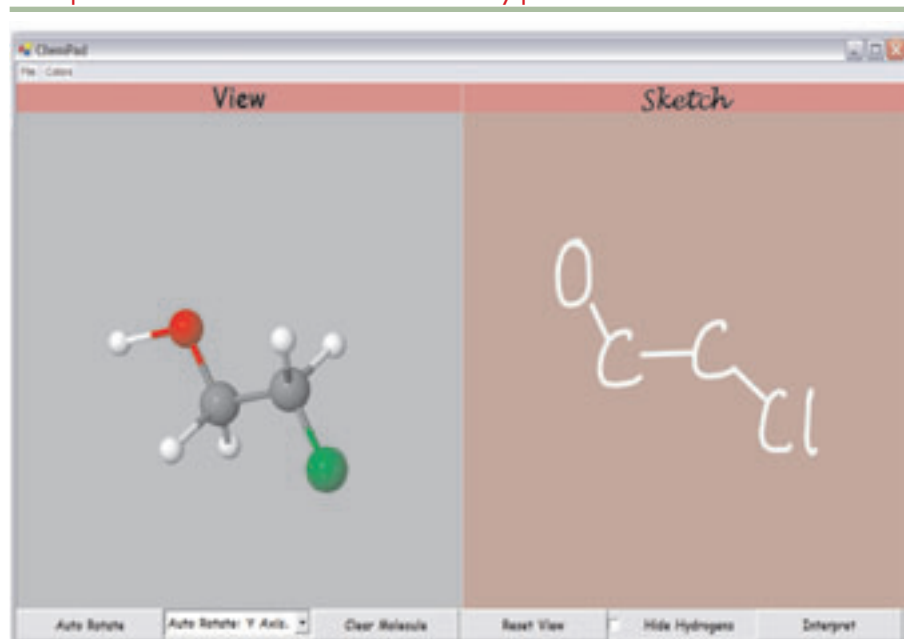 ChemPad
File Colors
View
Sketch
O
C C
Cl
Auto Rotate
Auto Rotate: Y Axis.
Clear Molecule
Reset View
Hide Hydrogens
Interpret